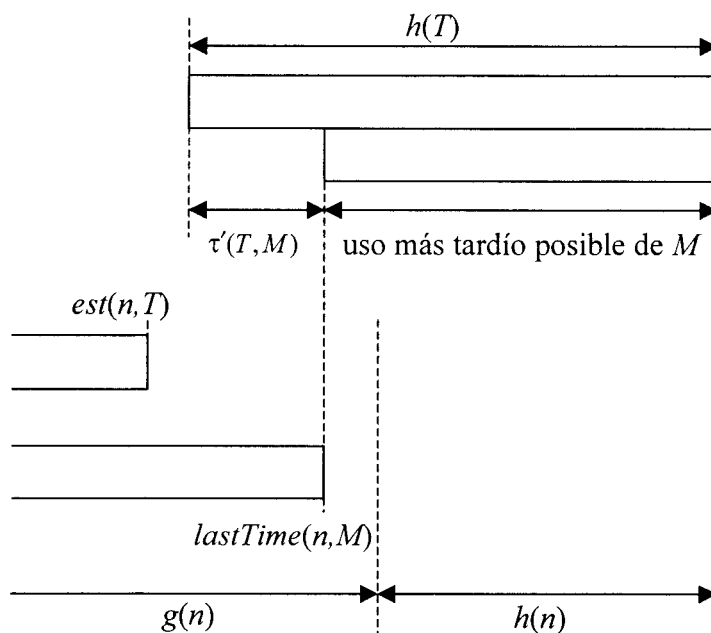 h(T)
τ′(T, M)
uso más tardío posible de M
est(n,T)
lastTime(n,M)
g(n)
h(n)